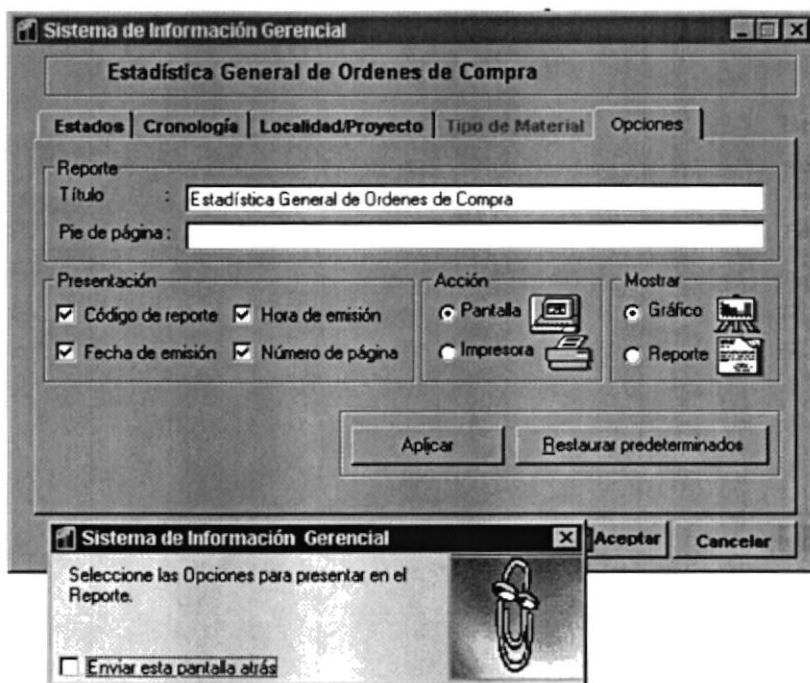 Sistema de Información Gerencial
Estadística General de Ordenes de Compra
Estados Cronología Localidad/Proyecto Tipo de Material Opciones
Reporte
Título : Estadística General de Ordenes de Compra
Pie de página :
Presentación Acción Mostrar
Código de reporte Hora de emisión Pantalla Gráfico
Fecha de emisión Número de página Impresora Reporte
Aplicar Restaurar predeterminados
Aceptar Cancelar
Sistema de Información Gerencial
Seleccione las Opciones para presentar en el
Reporte.
Enviar esta pantalla atrás